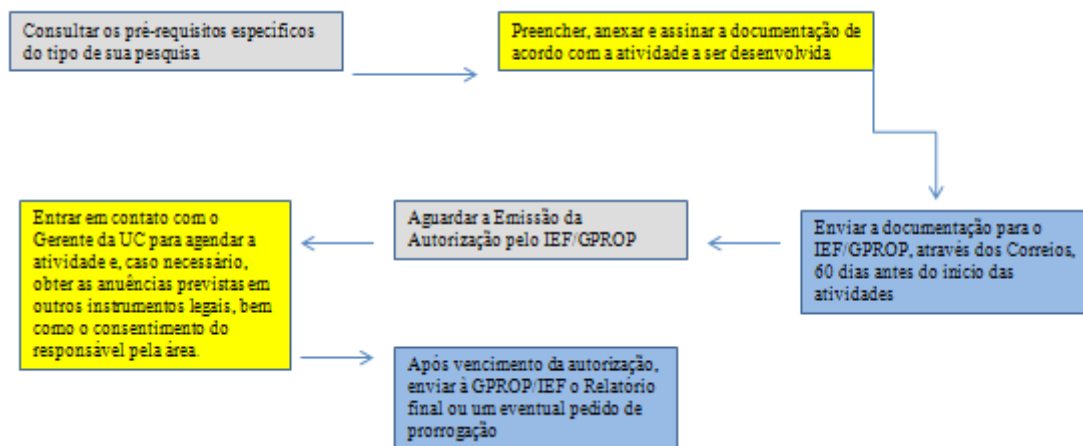 Consultar os pré-requisitos específicos
do tipo de sua pesquisa
Preencher, anexar e assinar a documentação de
acordo com a atividade a ser desenvolvida
Enviar a documentação para o
IEF/GPROP, através dos Correios,
60 dias antes do início das
atividades
Aguardar a Emissão da
Autorização pelo IEF/GPROP
Entrar em contato com o
Gerente da UC para agendar a
atividade e, caso necessário,
obter as anuências previstas em
outros instrumentos legais, bem
como o consentimento do
responsável pela área.
Após vencimento da autorização,
enviar à GPROP/IEF o Relatório
final ou um eventual pedido de
prorrogação